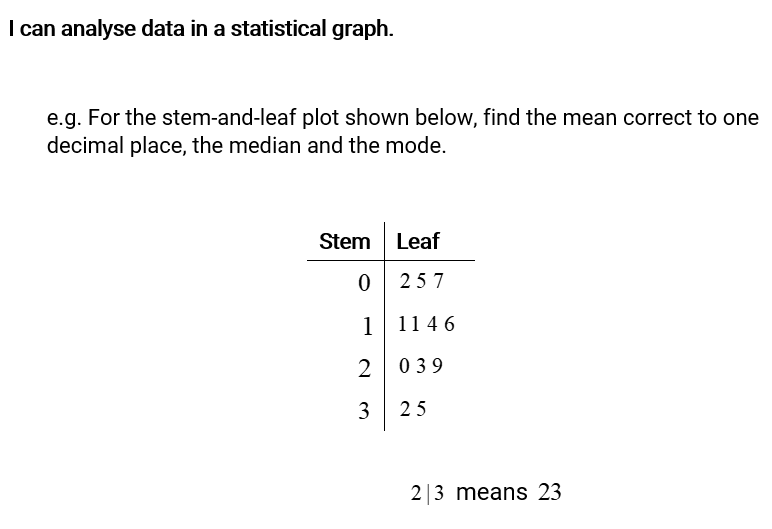 I can analyse data in a statistical graph.
e.g. For the stem-and-leaf plot shown below, find the mean correct to one
decimal place, the median and the mode.
Stem Leaf
0 2 5 7
1 1 1 4 6
2 0 3 9
3 2 5
2|3 means 23